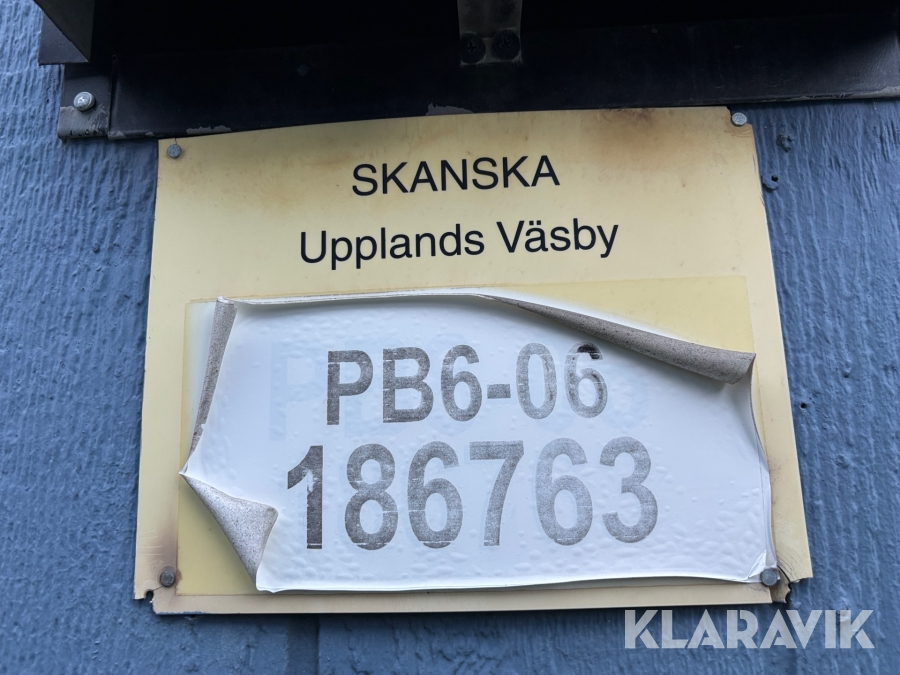 SKANSKA
Upplands Väsby
PB6-06
186763
KLARAVIK